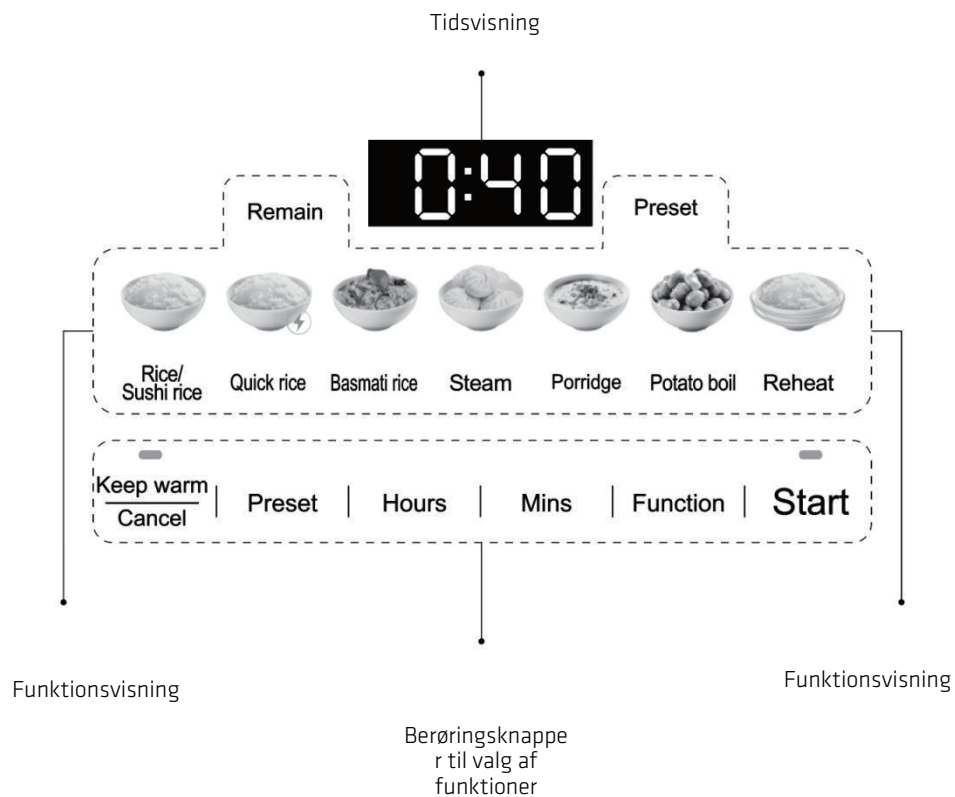 Tidsvisning
0:40
Remain
Preset
Rice/
Sushi rice
Quick rice
Basmati rice
Steam
Porridge
Potato boil
Reheat
Keep warm
Cancel
Preset
Hours
Mins
Function
Start
Funktionsvisning
Funktionsvisning
Berøringsknappe
r til valg af
funktioner